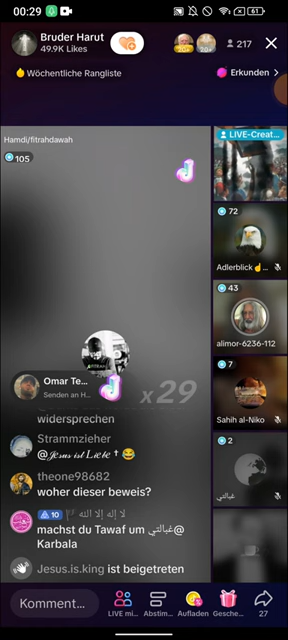 00:29
61
Bruder Harut
49.9K Likes
20+
217
Wöchentliche Rangliste
Erkunden >
Hamdi/fitrahdawah
105
LIVE-Creat...
72
Adlerblick☝️...
43
alimor-6236-112
7
Sahih al-Niko
2
غبالتي
Omar Te...
Senden an H...
x29
widersprechen
Strammzieher
@𝓙𝓮𝓼𝓾𝓼 𝓲𝓼𝓽 𝓛𝓲𝓮𝓫𝓮 ✝ 😂
theone98682
woher dieser beweis?
10 لا إله إلا الله
machst du Tawaf um غبالتي@
Karbala
Jesus.is.king ist beigetreten
Komment...
LIVE mi...
Abstim...
Aufladen
Gesche...
27